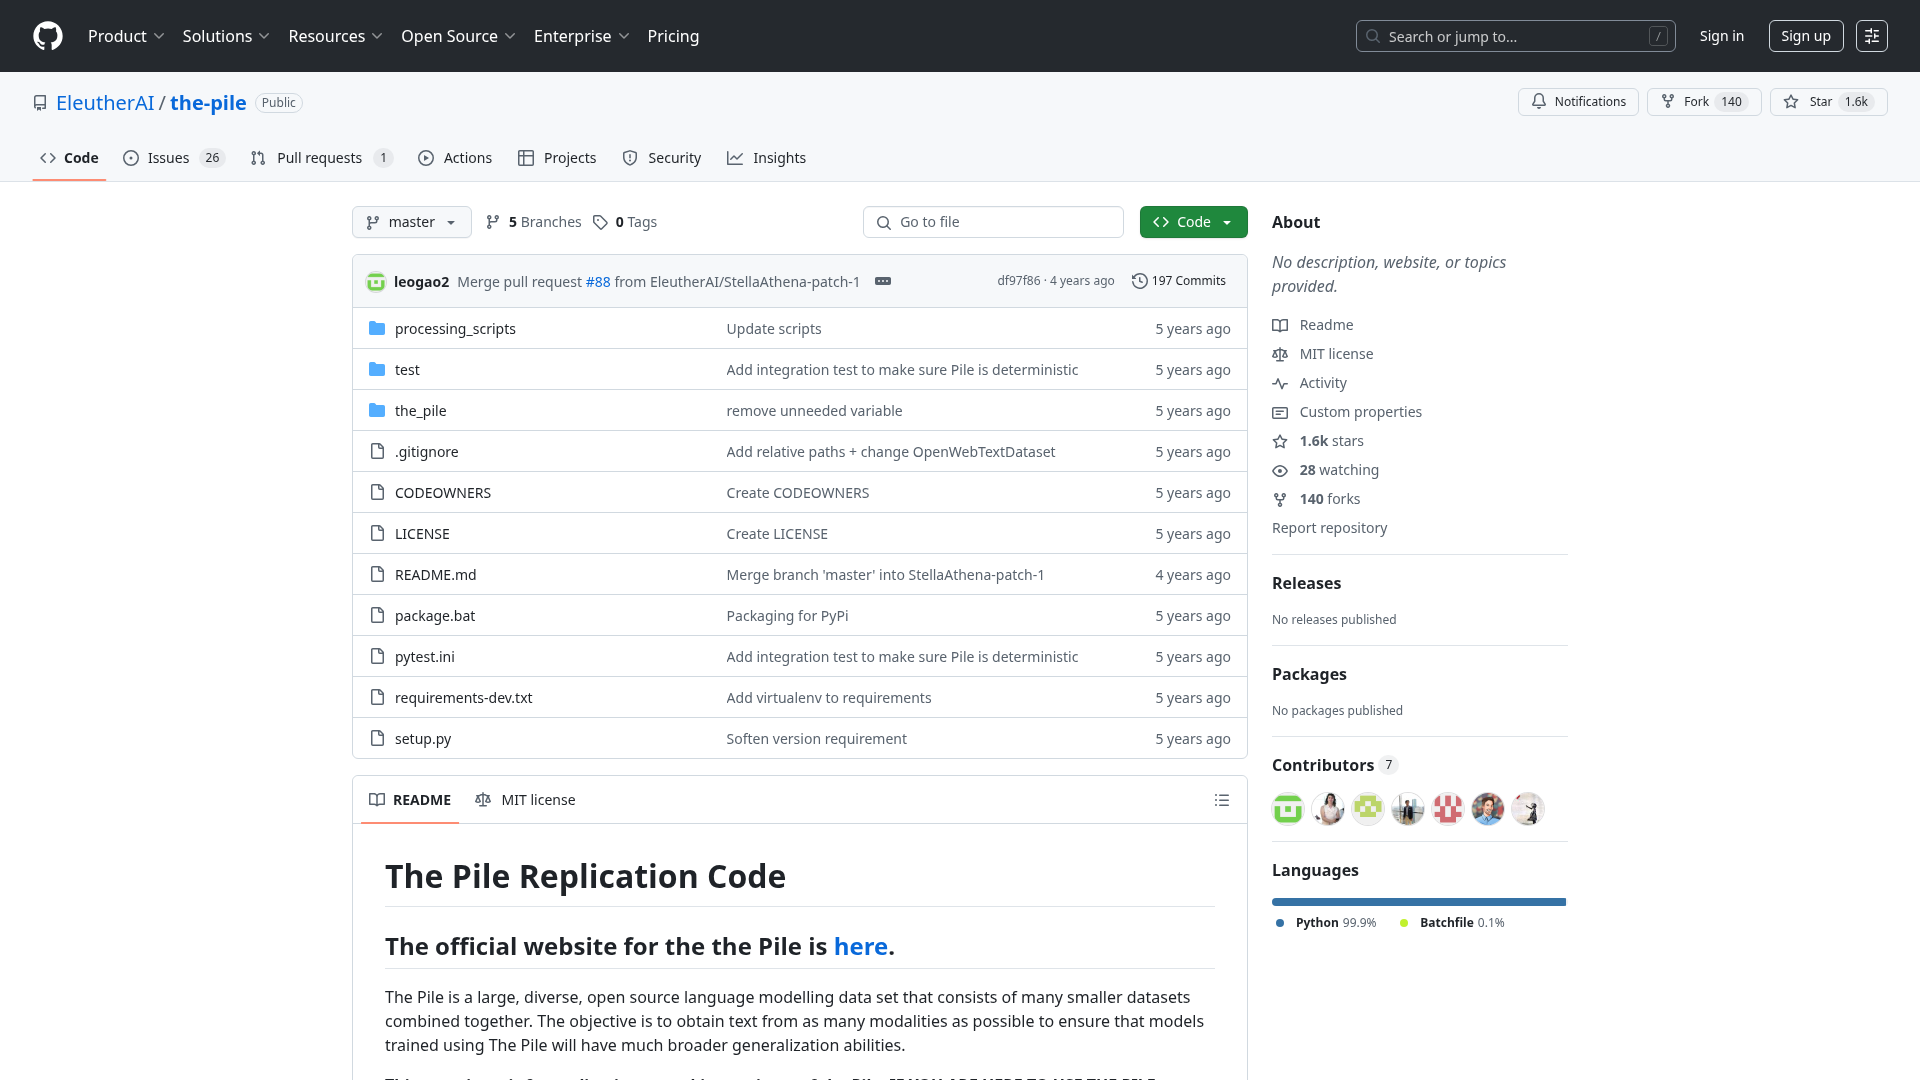 Product Solutions Resources Open Source Enterprise Pricing Search or jump to... / Sign in Sign up
EleutherAI / the-pile Public Notifications Fork 140 Star 1.6k
Code Issues 26 Pull requests 1 Actions Projects Security Insights
master 5 Branches 0 Tags Go to file Code
leogao2 Merge pull request #88 from EleutherAI/StellaAthena-patch-1 df97f86 · 4 years ago 197 Commits
processing_scripts Update scripts 5 years ago
test Add integration test to make sure Pile is deterministic 5 years ago
the_pile remove unneeded variable 5 years ago
.gitignore Add relative paths + change OpenWebTextDataset 5 years ago
CODEOWNERS Create CODEOWNERS 5 years ago
LICENSE Create LICENSE 5 years ago
README.md Merge branch 'master' into StellaAthena-patch-1 4 years ago
package.bat Packaging for PyPi 5 years ago
pytest.ini Add integration test to make sure Pile is deterministic 5 years ago
requirements-dev.txt Add virtualenv to requirements 5 years ago
setup.py Soften version requirement 5 years ago
README MIT license
The Pile Replication Code
The official website for the the Pile is here.
The Pile is a large, diverse, open source language modelling data set that consists of many smaller datasets
combined together. The objective is to obtain text from as many modalities as possible to ensure that models
trained using The Pile will have much broader generalization abilities.
About
No description, website, or topics
provided.
Readme
MIT license
Activity
Custom properties
1.6k stars
28 watching
140 forks
Report repository
Releases
No releases published
Packages
No packages published
Contributors 7
Languages
Python 99.9% Batchfile 0.1%